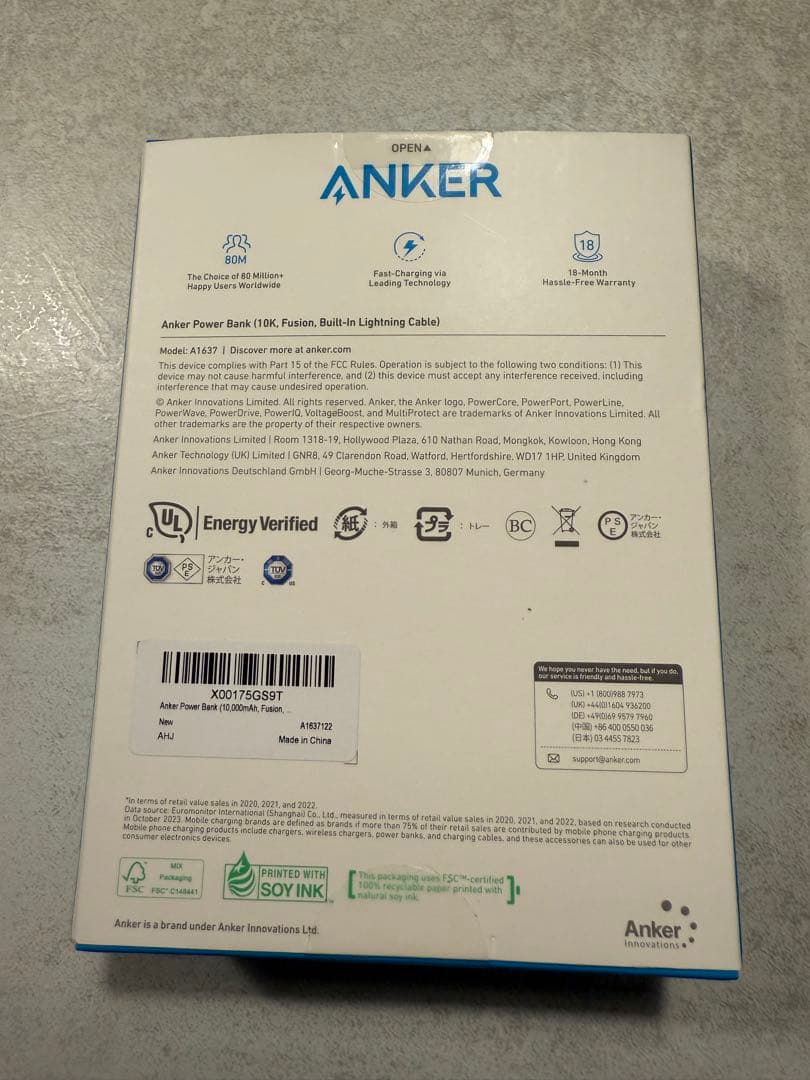 OPEN▲
ANKER
80M
The Choice of 80 Million+
Happy Users Worldwide
Fast-Charging via
Leading Technology
18
18-Month
Hassle-Free Warranty
Anker Power Bank (10K, Fusion, Built-In Lightning Cable)
Model: A1637 | Discover more at anker.com
This device complies with Part 15 of the FCC Rules. Operation is subject to the following two conditions: (1) This
device may not cause harmful interference, and (2) this device must accept any interference received, including
interference that may cause undesired operation.
© Anker Innovations Limited. All rights reserved. Anker, the Anker logo, PowerCore, PowerPort, PowerLine,
PowerWave, PowerDrive, PowerIQ, VoltageBoost, and MultiProtect are trademarks of Anker Innovations Limited. All
other trademarks are the property of their respective owners.
Anker Innovations Limited | Room 1318-19, Hollywood Plaza, 610 Nathan Road, Mongkok, Kowloon, Hong Kong
Anker Technology (UK) Limited | GNR8, 49 Clarendon Road, Watford, Hertfordshire, WD17 1HP, United Kingdom
Anker Innovations Deutschland GmbH | Georg-Muche-Strasse 3, 80807 Munich, Germany
c UL Energy Verified
紙 : 外箱
プラ : トレー
BC
PSE アンカー・
ジャパン
株式会社
TÜV
PSE アンカー・
ジャパン
株式会社
TÜV
C US
X00175GS9T
Anker Power Bank (10,000mAh, Fusion, ...
New A1637122
AHJ Made in China
We hope you never have the need, but if you do,
our service is friendly and hassle-free.
(US) +1 (800)988 7973
(UK) +44(0)1604 936200
(DE) +49(0)69 9579 7960
(中国) +86 400 0550 036
(日本) 03 4455 7823
support@anker.com
*In terms of retail value sales in 2020, 2021, and 2022.
Data source: Euromonitor International (Shanghai) Co., Ltd., measured in terms of retail value sales in 2020, 2021, and 2022, based on research conducted
in October 2023. Mobile charging brands are defined as brands if more than 75% of their retail sales are contributed by mobile phone charging products.
Mobile phone charging products include chargers, wireless chargers, power banks, and charging cables, and these accessories can also be used for other
consumer electronics devices.
FSC
MIX
Packaging
FSC® C148441
PRINTED WITH
SOY INK™
This packaging uses FSC™-certified
100% recyclable paper printed with
natural soy ink.
Anker is a brand under Anker Innovations Ltd.
Anker
Innovations